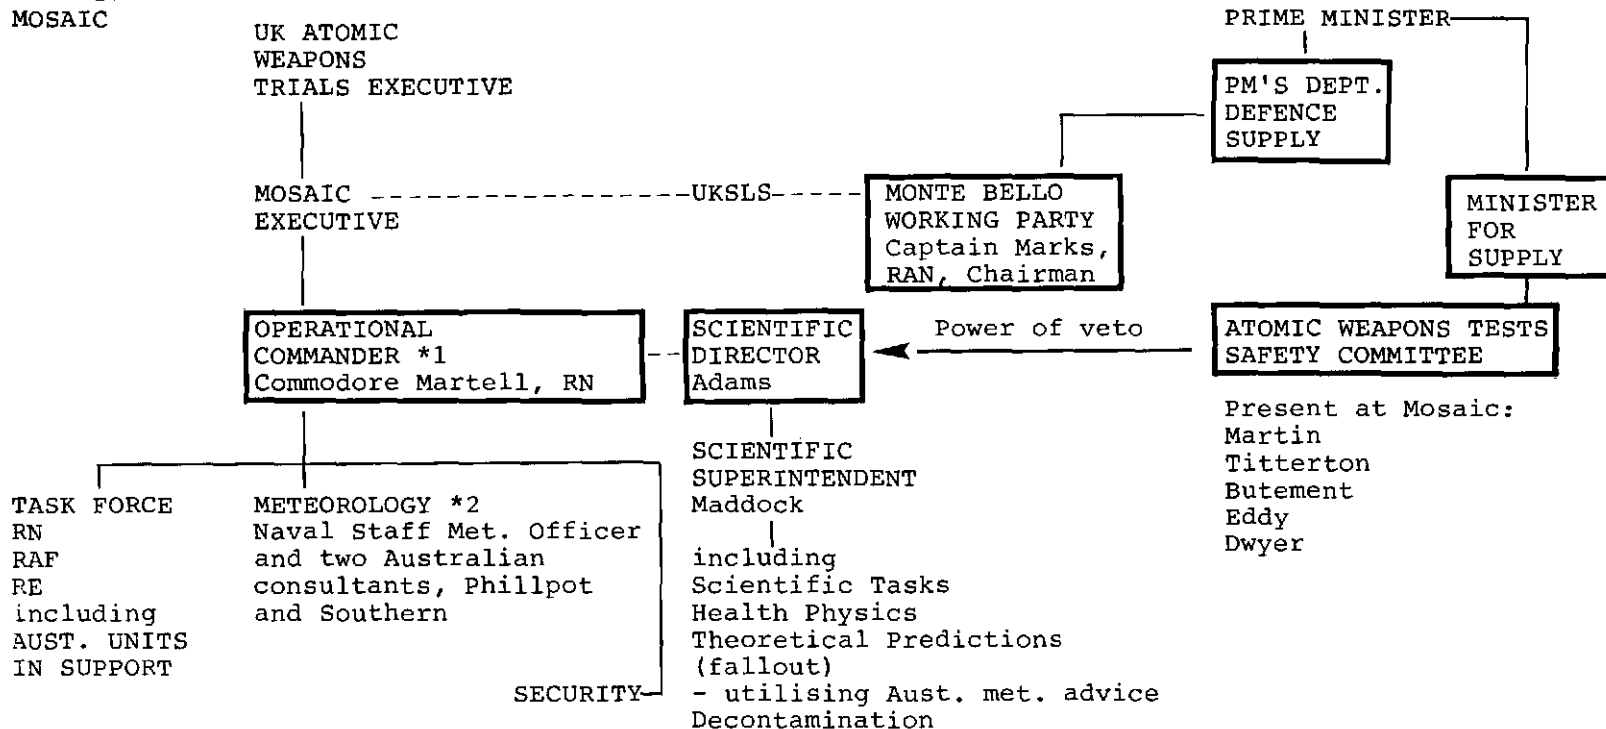 MOSAIC
UK ATOMIC
WEAPONS
TRIALS EXECUTIVE
PRIME MINISTER
PM'S DEPT.
DEFENCE
SUPPLY
MOSAIC
EXECUTIVE
UKSLS
MONTE BELLO
WORKING PARTY
Captain Marks,
RAN, Chairman
MINISTER
FOR
SUPPLY
OPERATIONAL
COMMANDER *1
Commodore Martell, RN
SCIENTIFIC
DIRECTOR
Adams
Power of veto
ATOMIC WEAPONS TESTS
SAFETY COMMITTEE
Present at Mosaic:
Martin
Titterton
Butement
Eddy
Dwyer
TASK FORCE
RN
RAF
RE
including
AUST. UNITS
IN SUPPORT
METEOROLOGY *2
Naval Staff Met. Officer
and two Australian
consultants, Phillpot
and Southern
SECURITY
SCIENTIFIC
SUPERINTENDENT
Maddock
including
Scientific Tasks
Health Physics
Theoretical Predictions
(fallout)
- utilising Aust. met. advice
Decontamination